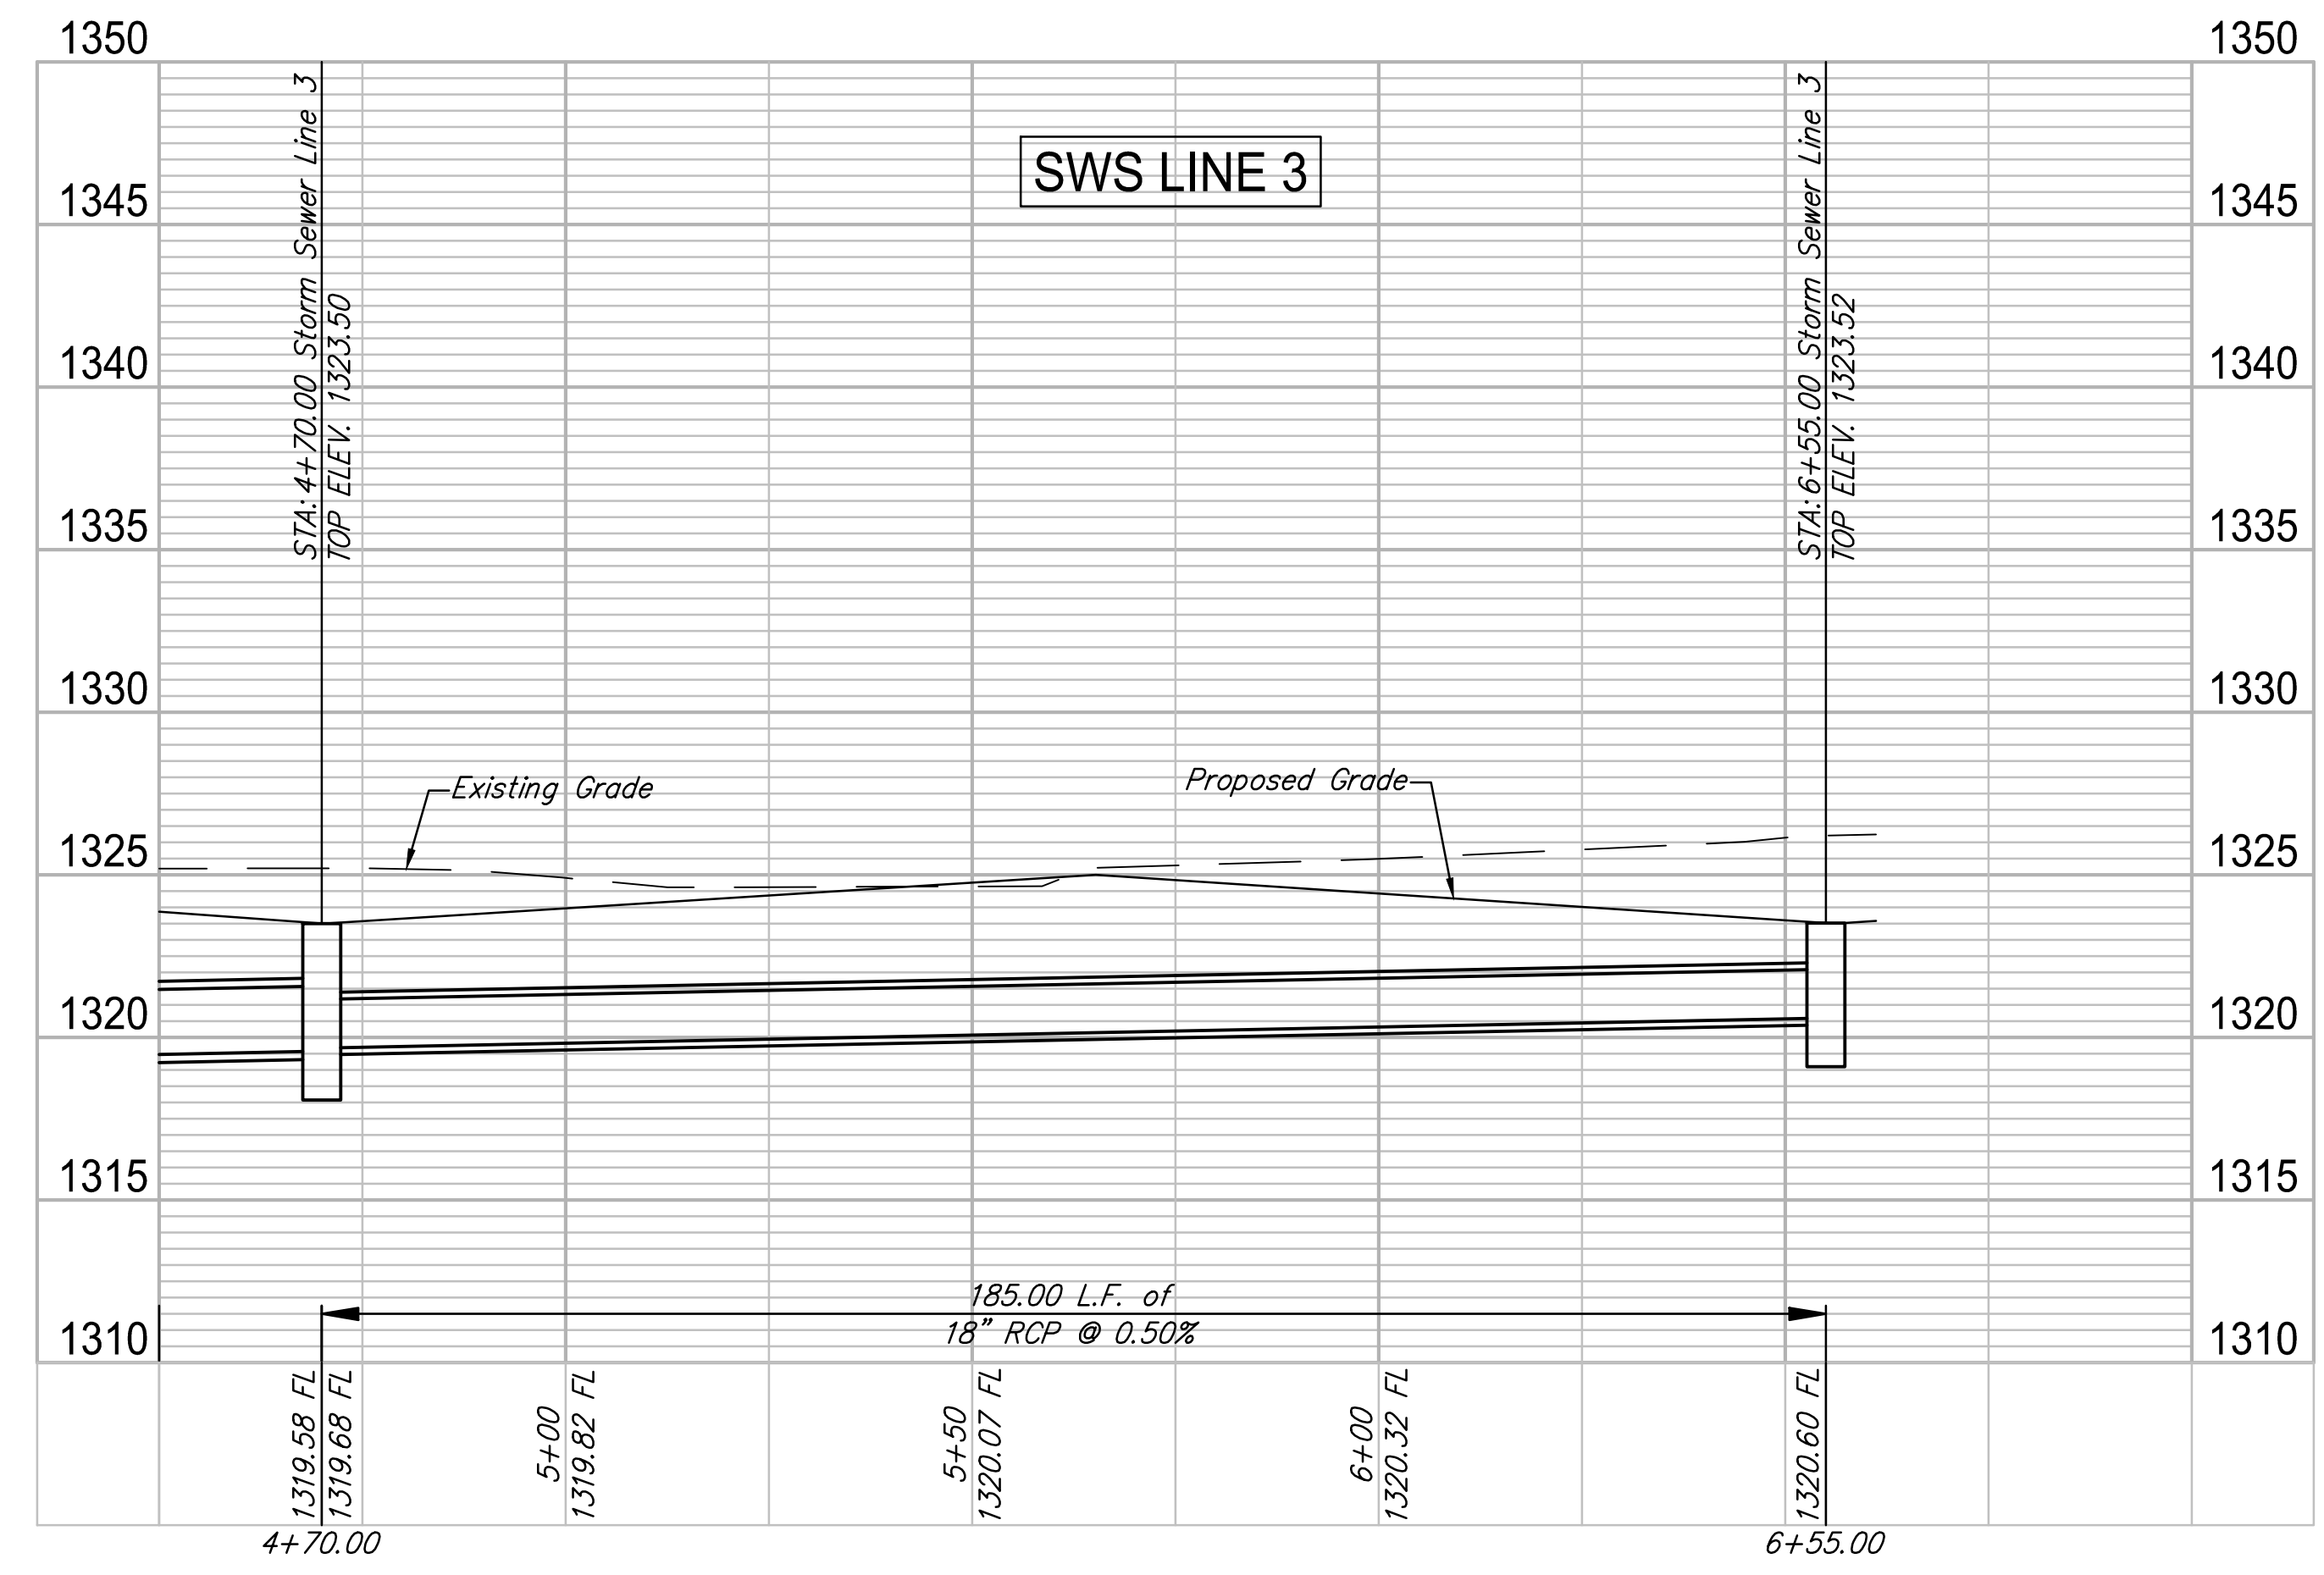 1350
1350
SWS LINE 3
STA:4+70.00 Storm Sewer Line 3
TOP ELEV. 1323.50
STA:6+55.00 Storm Sewer Line 3
TOP ELEV. 1323.52
1345
1345
1340
1340
1335
1335
1330
1330
Existing Grade
Proposed Grade
1325
1325
1320
1320
1315
1315
185.00 L.F. of
18" RCP @ 0.50%
1310
1310
1319.58 FL
1319.68 FL
5+00
1319.82 FL
5+50
1320.07 FL
6+00
1320.32 FL
1320.60 FL
4+70.00
6+55.00